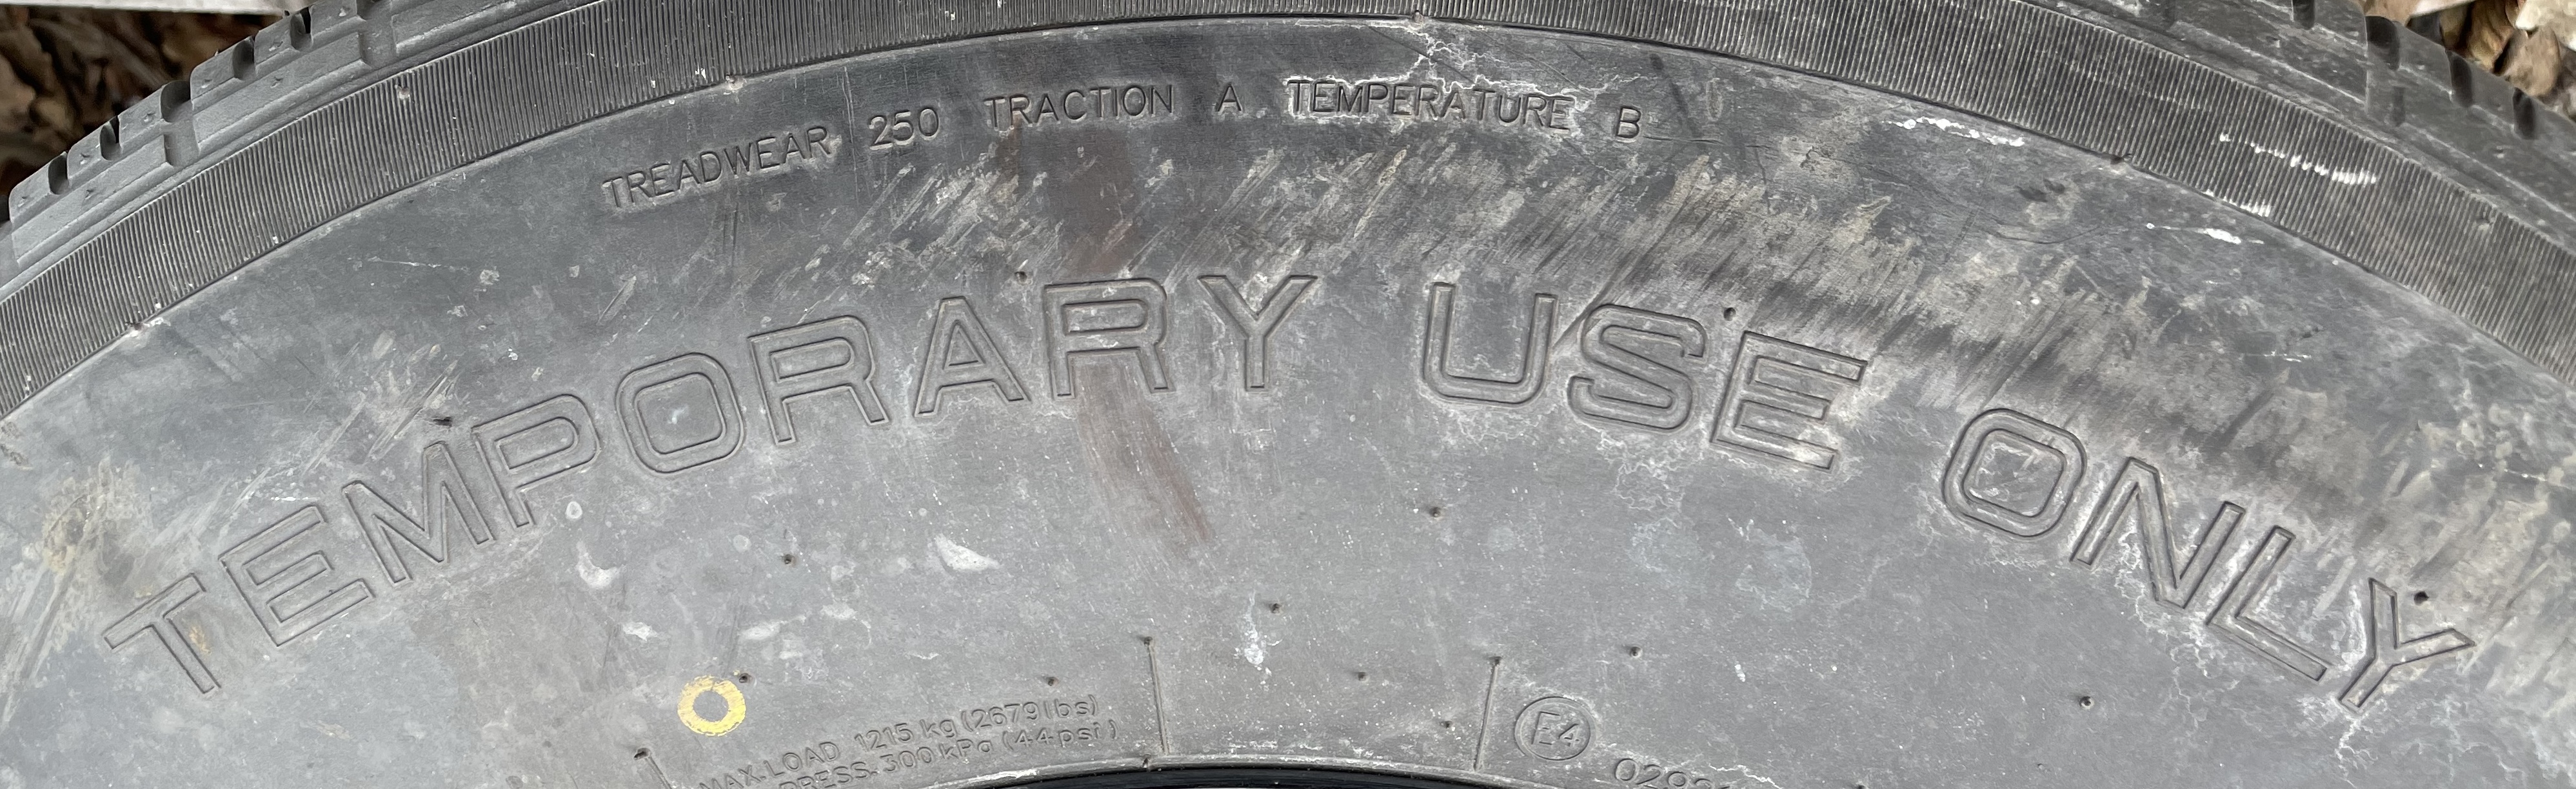 TREADWEAR 250 TRACTION A TEMPERATURE B
TEMPORARY USE ONLY
MAX. LOAD 1215 kg (2679 lbs)
PRESS. 300 kPa (44 psi)
E4